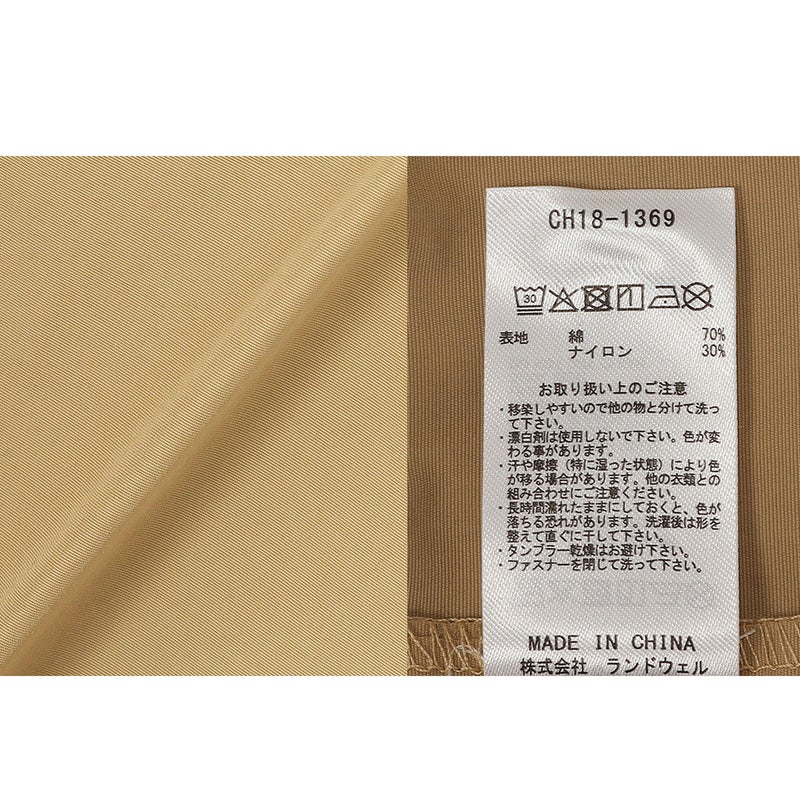 CH18-1369
30
表地 綿 70%
ナイロン 30%
お取り扱い上のご注意
・移染しやすいので他の物と分けて洗っ
て下さい。
・漂白剤は使用しないで下さい。色が変
わる事があります。
・汗や摩擦（特に湿った状態）により色
が移る場合があります。他の衣類との
組み合わせにご注意ください。
・長時間濡れたままにしておくと、色が
落ちる恐れがあります。洗濯後は形を
整えて直ぐに干して下さい。
・タンブラー乾燥はお避け下さい。
・ファスナーを閉じて洗って下さい。
MADE IN CHINA
株式会社 ランドウェル